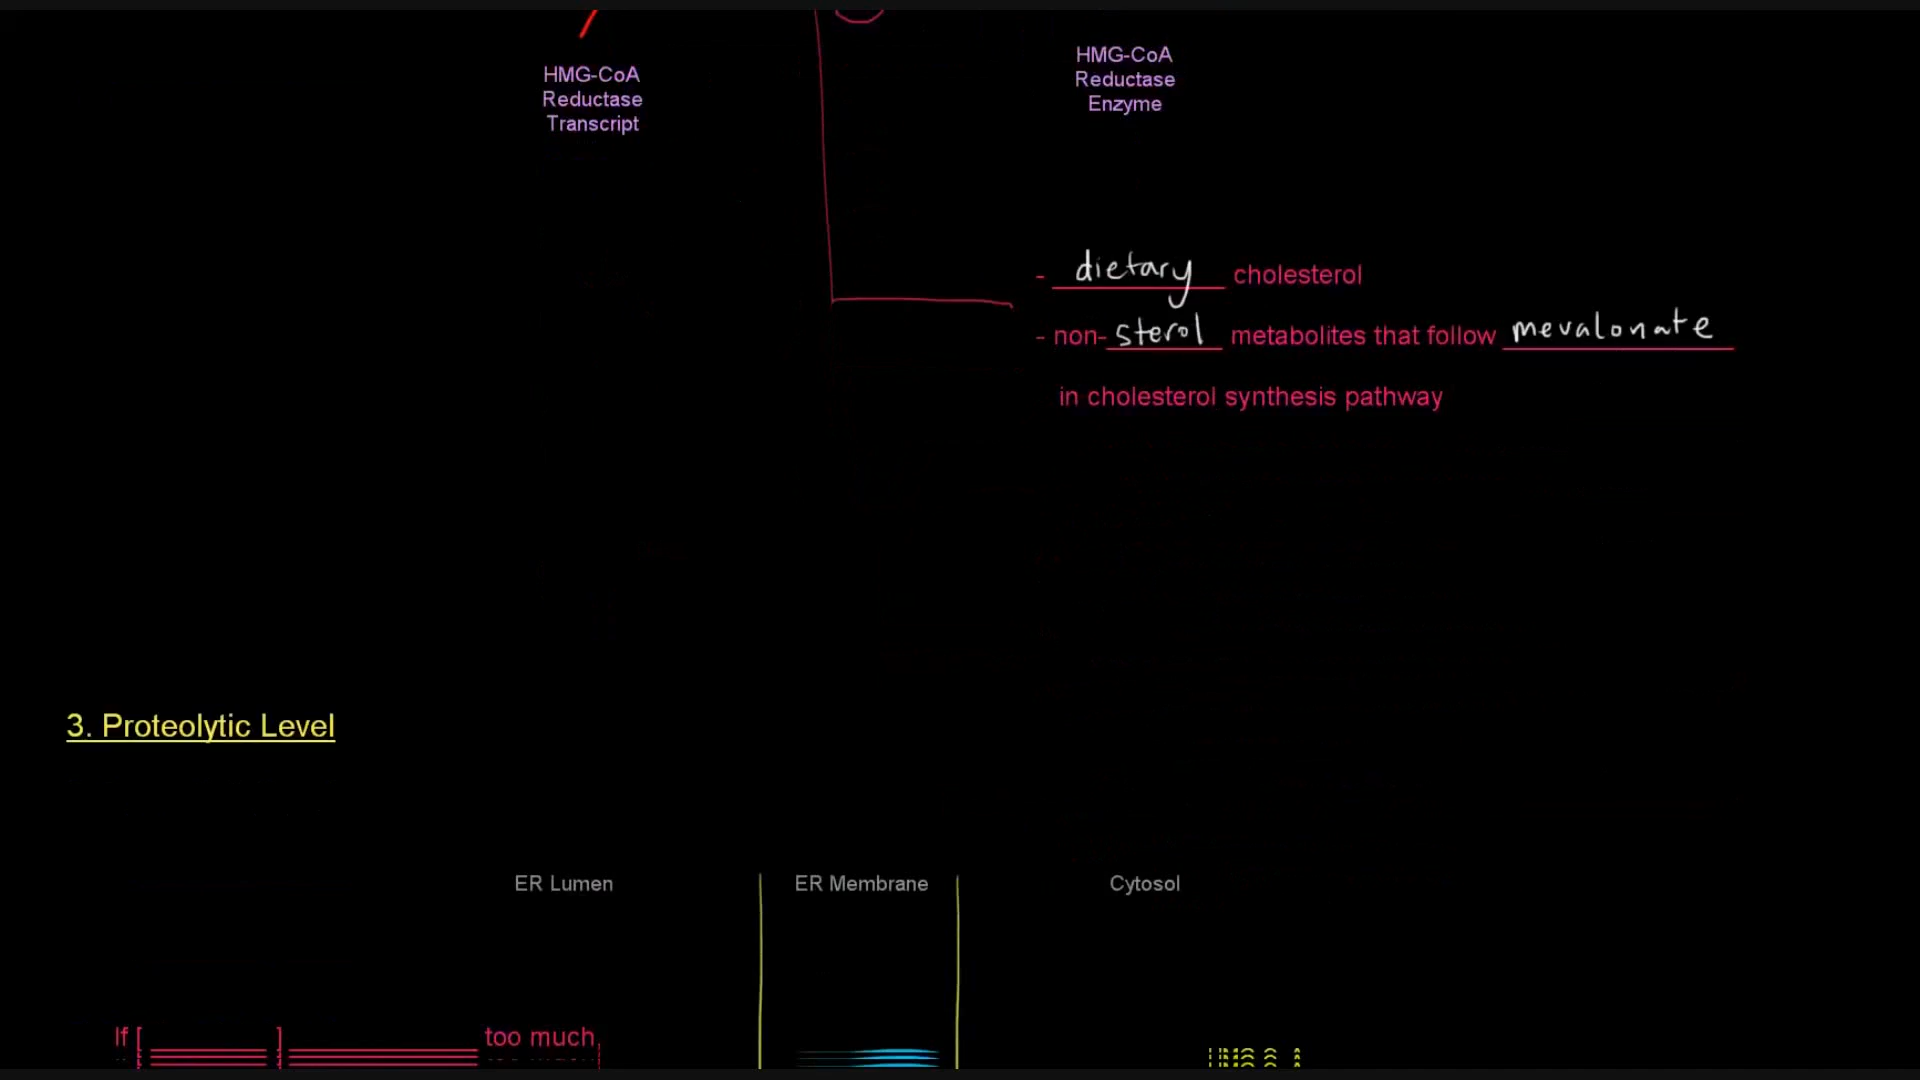 HMG-CoA
Reductase
Transcript
HMG-CoA
Reductase
Enzyme
- dietary cholesterol
- non-sterol metabolites that follow mevalonate
in cholesterol synthesis pathway
3. Proteolytic Level
ER Lumen
ER Membrane
Cytosol
If [ ] too much,